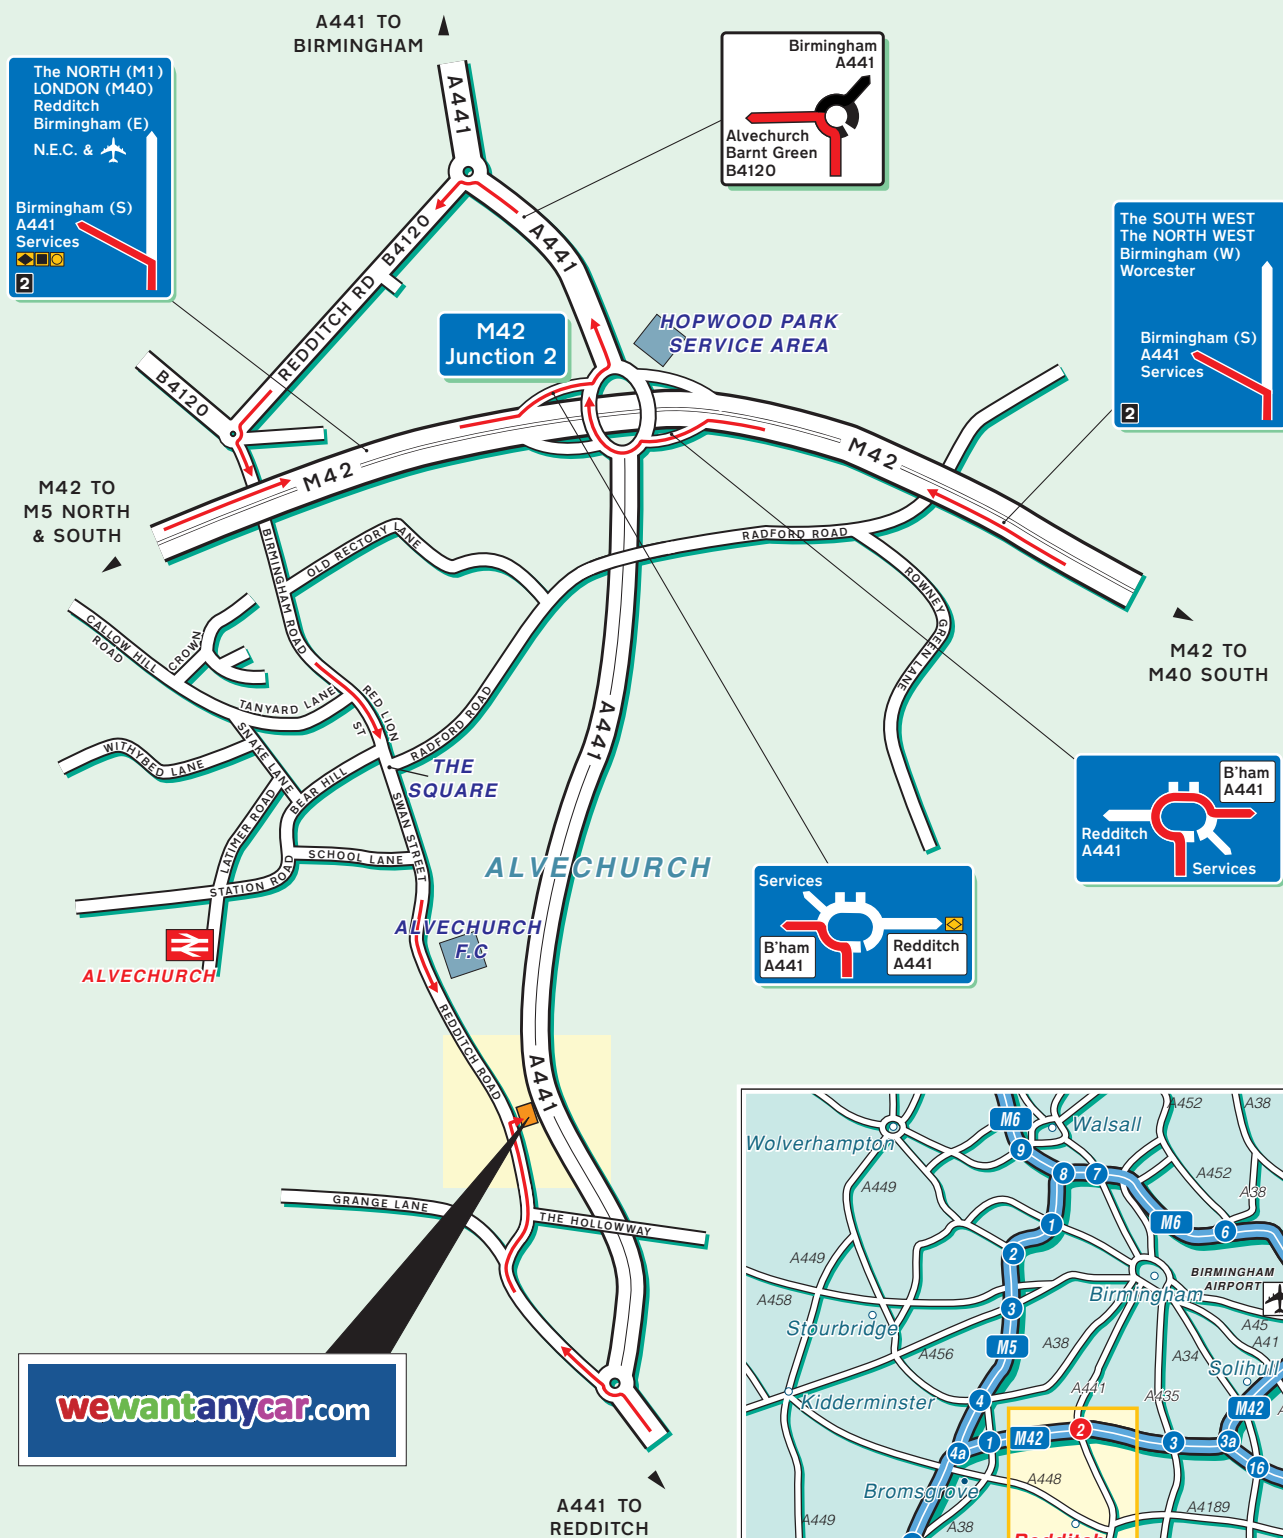 A441 TO
BIRMINGHAM
The NORTH (M1)
LONDON (M40)
Redditch
Birmingham (E)
N.E.C. &
Birmingham (S)
A441
Services
2
Birmingham
A441
Alvechurch
Barnt Green
B4120
A441
A441
REDDITCH RD B4120
B4120
M42
Junction 2
HOPWOOD PARK
SERVICE AREA
The SOUTH WEST
The NORTH WEST
Birmingham (W)
Worcester
Birmingham (S)
A441
Services
2
M42
M42
M42 TO
M5 NORTH
& SOUTH
M42 TO
M40 SOUTH
BIRMINGHAM ROAD
OLD RECTORY LANE
RADFORD ROAD
ROWNEY GREEN LANE
CALLOW HILL
ROAD
CROWN
TANYARD LANE
RED LION
ST
RADFORD ROAD
A441
SNAKE LANE
WITHYBED LANE
BEAR HILL
THE
SQUARE
LATIMER ROAD
SWAN STREET
SCHOOL LANE
STATION ROAD
ALVECHURCH
B'ham
A441
Redditch
A441
Services
Services
B'ham
A441
Redditch
A441
ALVECHURCH
F.C
ALVECHURCH
REDDITCH ROAD
A441
GRANGE LANE
THE HOLLOWWAY
wewantanycar.com
A441 TO
REDDITCH
A452
A38
M6
Walsall
Wolverhampton
9
8
7
A452
A449
A38
1
M6
6
2
A449
BIRMINGHAM
AIRPORT
A458
Birmingham
3
Stourbridge
A45
M5
A38
A41
A456
A34
Solihull
A441
A435
4
Kidderminster
M42
1
M42
2
3
3a
4a
16
A448
Bromsgrove
A4189
A449
A38
Redditch